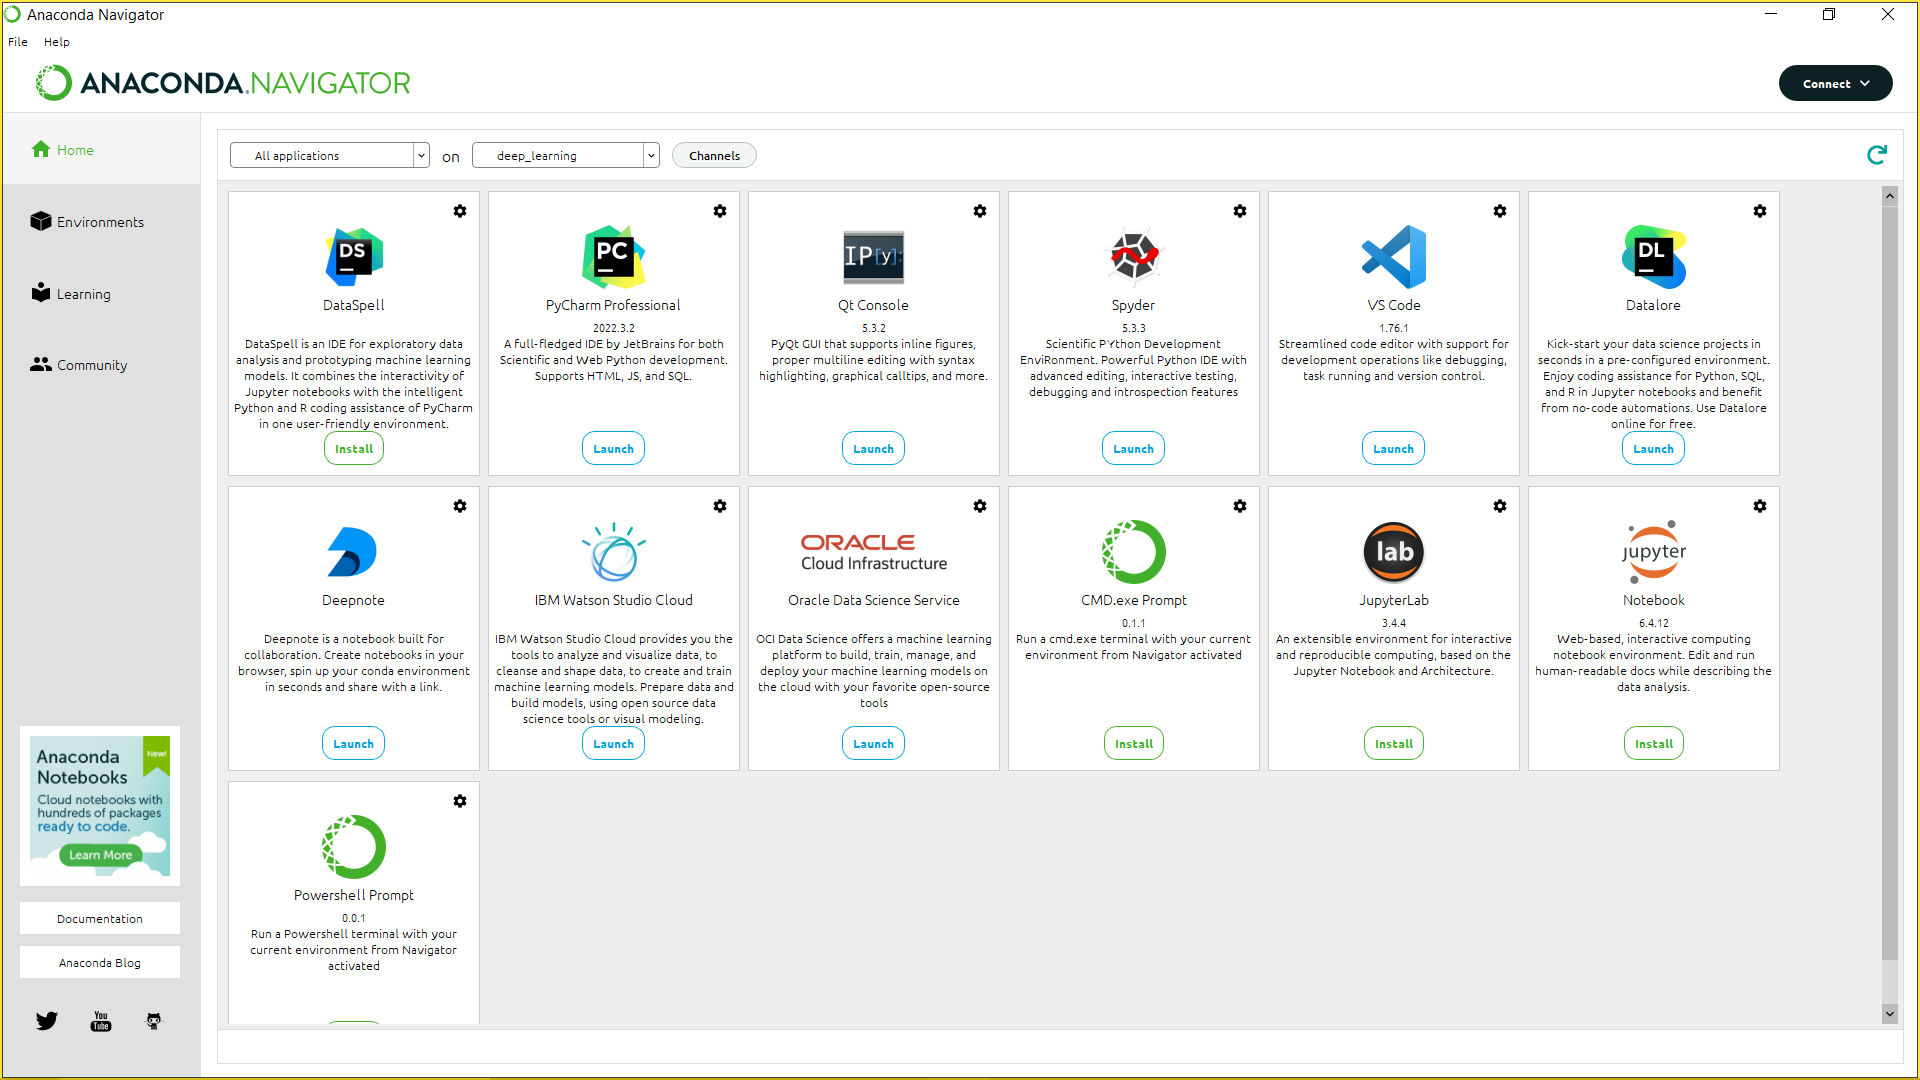 Anaconda Navigator
File Help
ANACONDA.NAVIGATOR
Connect
Home
Environments
Learning
Community
All applications on deep_learning Channels
DS
DataSpell
DataSpell is an IDE for exploratory data
analysis and prototyping machine learning
models. It combines the interactivity of
Jupyter notebooks with the intelligent
Python and R coding assistance of PyCharm
in one user-friendly environment.
Install
PC
PyCharm Professional
2022.3.2
A full-fledged IDE by JetBrains for both
Scientific and Web Python development.
Supports HTML, JS, and SQL.
Launch
IP[y]:
Qt Console
5.3.2
PyQt GUI that supports inline figures,
proper multiline editing with syntax
highlighting, graphical calltips, and more.
Launch
Spyder
5.3.3
Scientific PYthon Development
EnviRonment. Powerful Python IDE with
advanced editing, interactive testing,
debugging and introspection features
Launch
VS Code
1.76.1
Streamlined code editor with support for
development operations like debugging,
task running and version control.
Launch
DL
Datalore
Kick-start your data science projects in
seconds in a pre-configured environment.
Enjoy coding assistance for Python, SQL,
and R in Jupyter notebooks and benefit
from no-code automations. Use Datalore
online for free.
Launch
Deepnote
Deepnote is a notebook built for
collaboration. Create notebooks in your
browser, spin up your conda environment
in seconds and share with a link.
Launch
IBM Watson Studio Cloud
IBM Watson Studio Cloud provides you the
tools to analyze and visualize data, to
cleanse and shape data, to create and train
machine learning models. Prepare data and
build models, using open source data
science tools or visual modeling.
Launch
ORACLE
Cloud Infrastructure
Oracle Data Science Service
OCI Data Science offers a machine learning
platform to build, train, manage, and
deploy your machine learning models on
the cloud with your favorite open-source
tools
Launch
CMD.exe Prompt
0.1.1
Run a cmd.exe terminal with your current
environment from Navigator activated
Install
lab
JupyterLab
3.4.4
An extensible environment for interactive
and reproducible computing, based on the
Jupyter Notebook and Architecture.
Install
jupyter
Notebook
6.4.12
Web-based, interactive computing
notebook environment. Edit and run
human-readable docs while describing the
data analysis.
Install
Powershell Prompt
0.0.1
Run a Powershell terminal with your
current environment from Navigator
activated
New!
Anaconda
Notebooks
Cloud notebooks with
hundreds of packages
ready to code.
Learn More
Documentation
Anaconda Blog
You
Tube